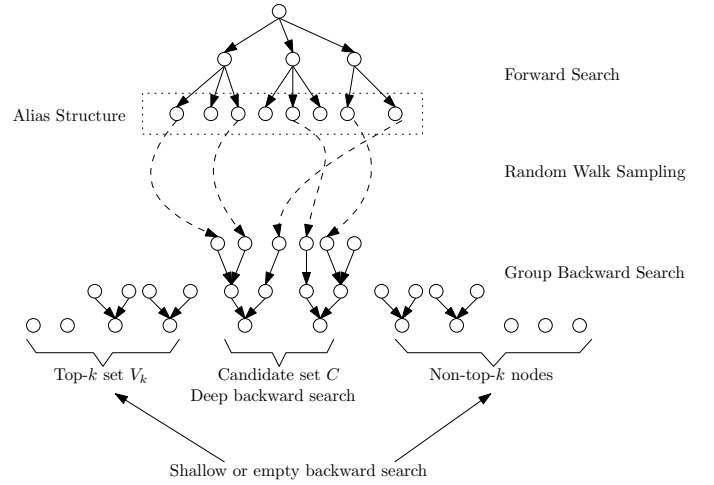 Forward Search
Alias Structure
Random Walk Sampling
Group Backward Search
Top-k set Vk
Candidate set C
Deep backward search
Non-top-k nodes
Shallow or empty backward search